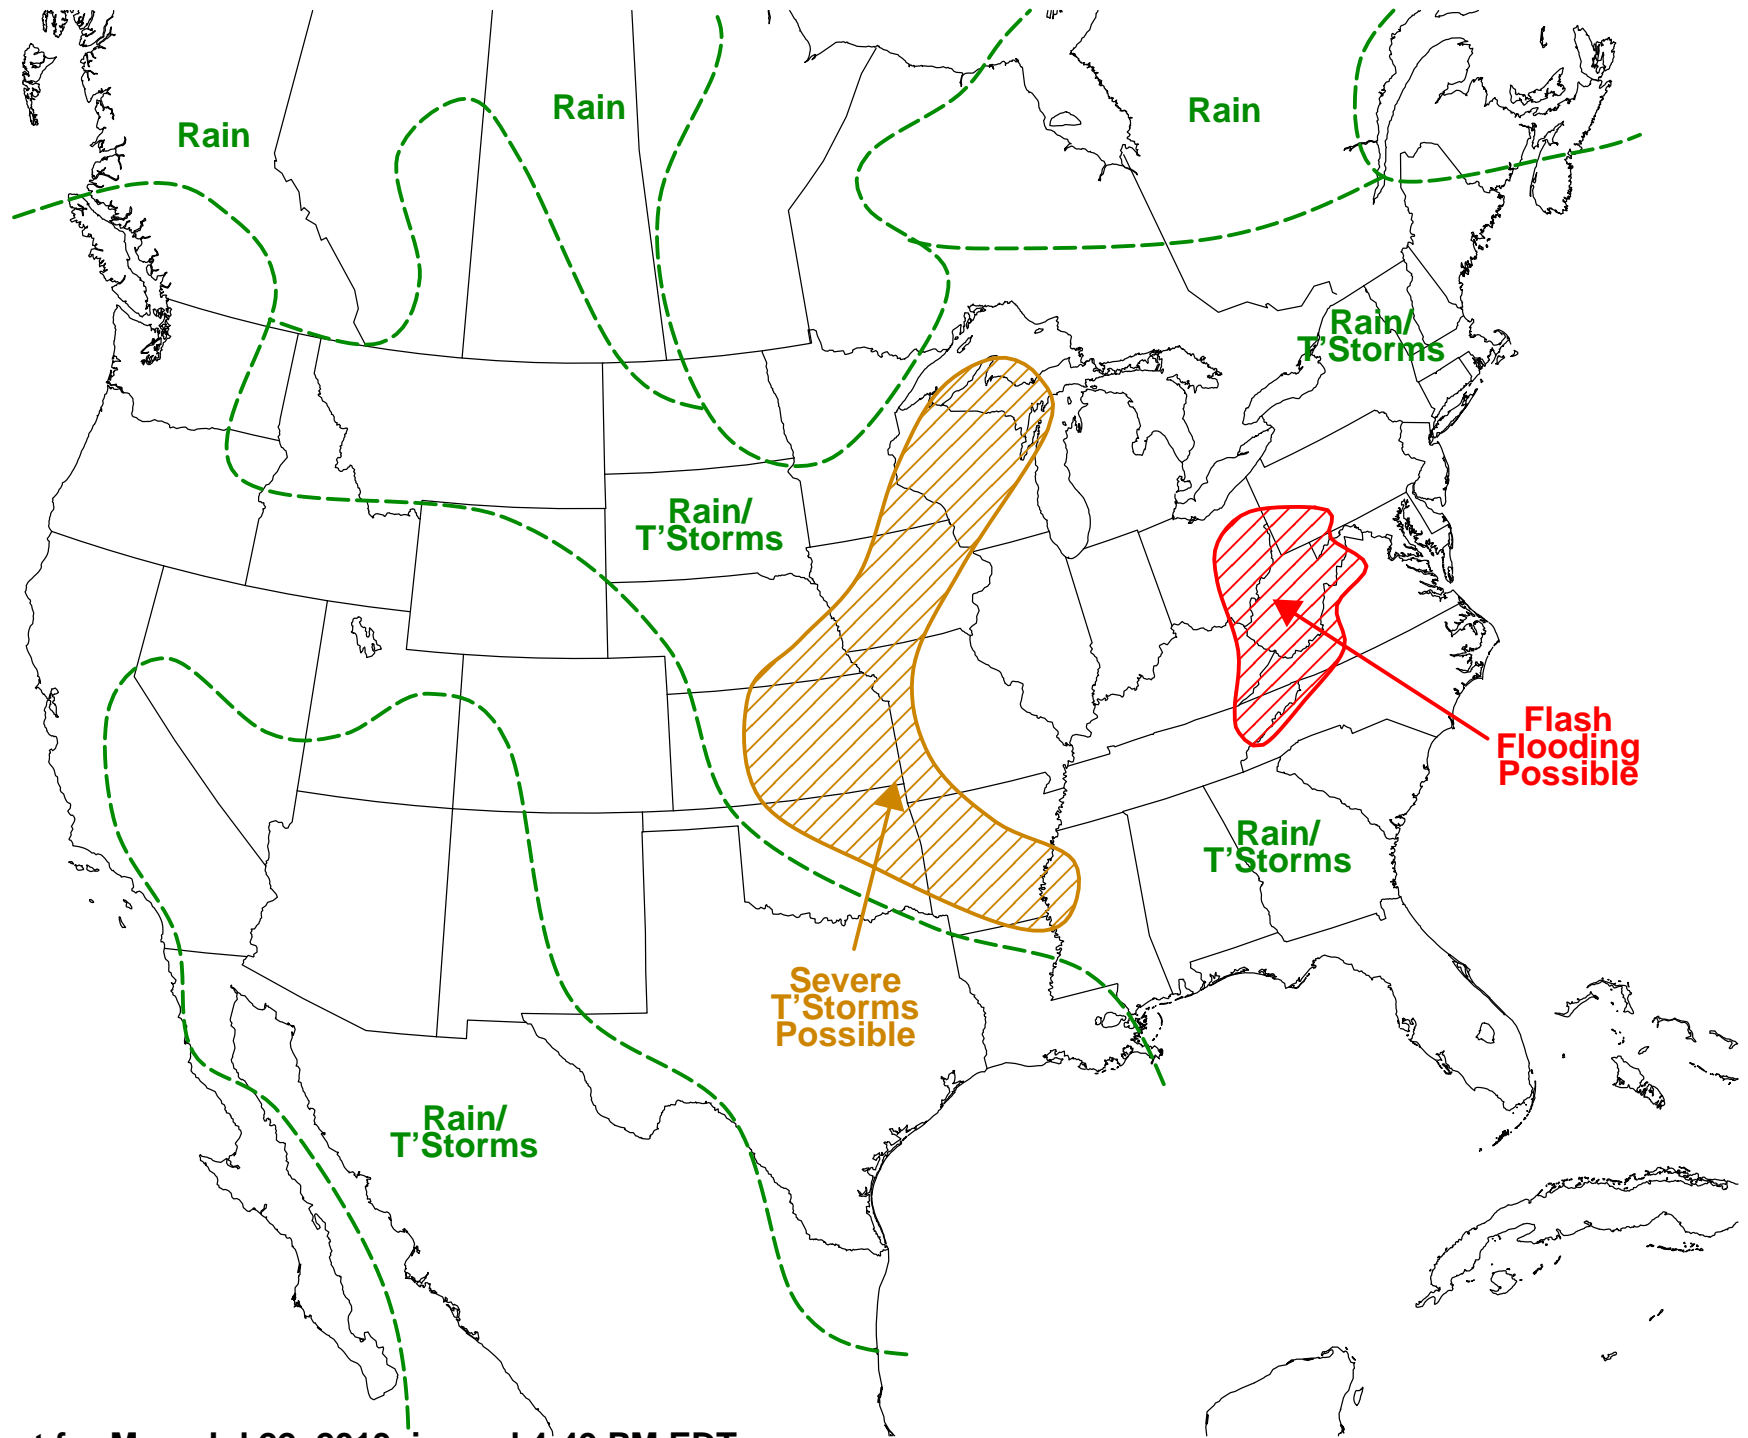 Rain
Rain
Rain
Rain/
T’Storms
Rain/
T’Storms
Flash
Flooding
Possible
Rain/
T’Storms
Severe
T’Storms
Possible
Rain/
T’Storms